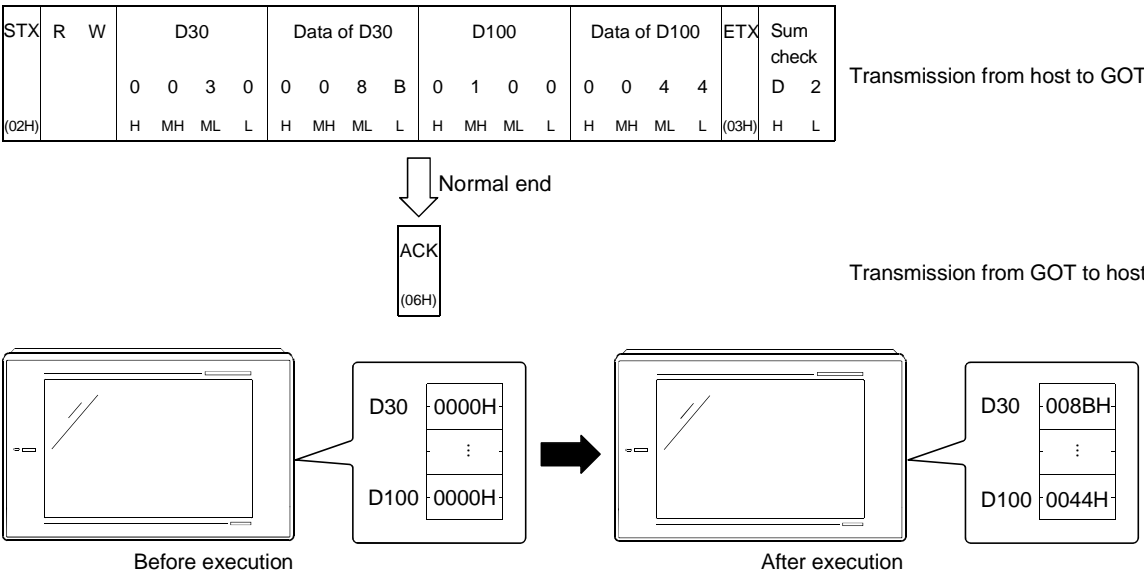 STX R W D30 Data of D30 D100 Data of D100 ETX Sum
check
0 0 3 0 0 0 8 B 0 1 0 0 0 0 4 4 D 2
(02H) H MH ML L H MH ML L H MH ML L H MH ML L (03H) H L
Transmission from host to GOT
Normal end
ACK
(06H)
Transmission from GOT to host
D30 0000H
⋮
D100 0000H
D30 008BH
⋮
D100 0044H
Before execution
After execution